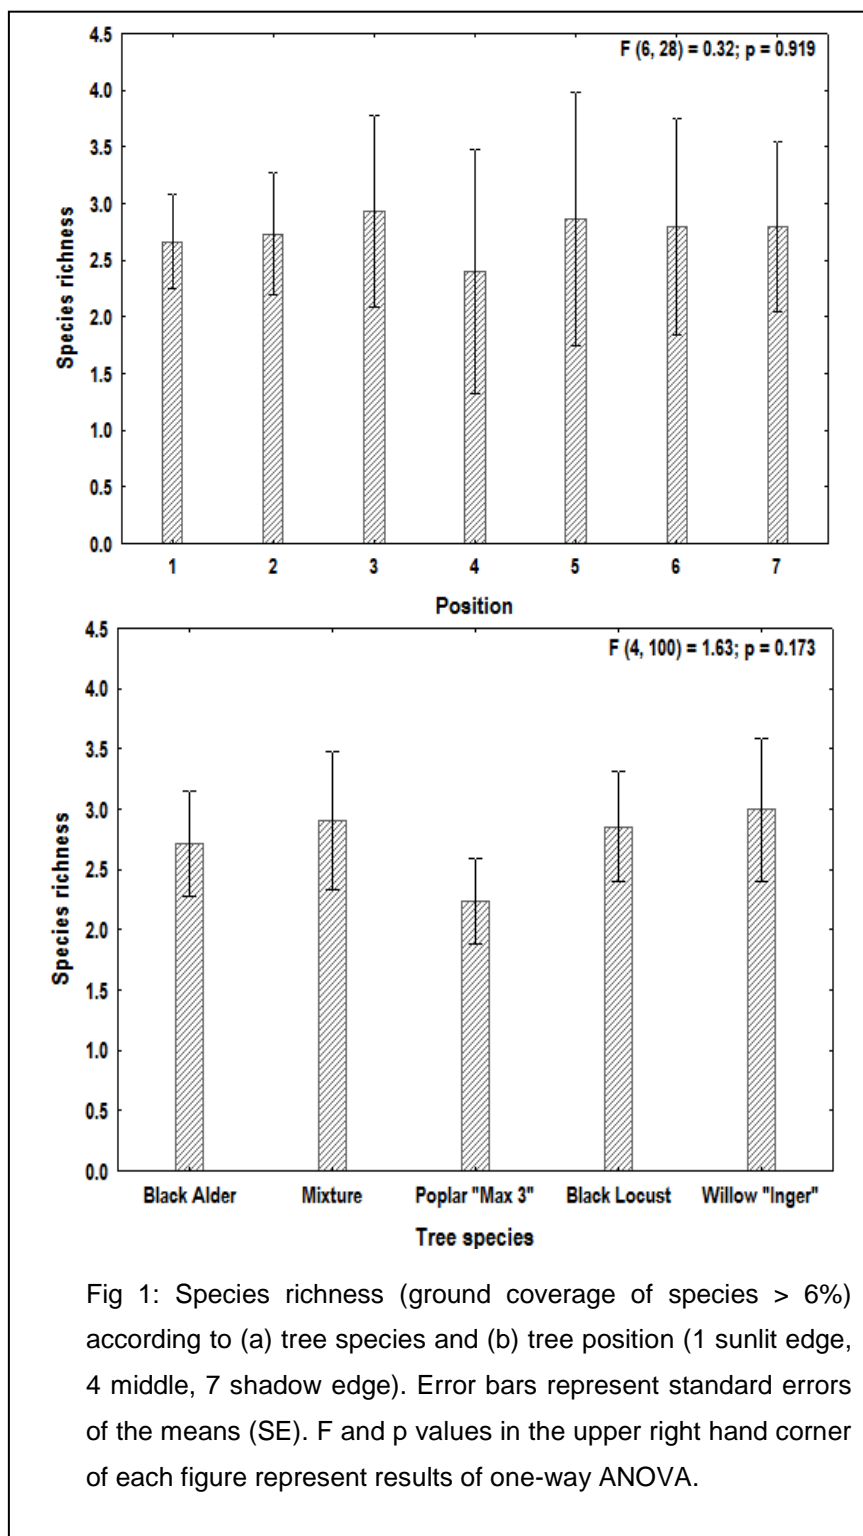 4.5
F (6, 28) = 0.32; p = 0.919
4.0
3.5
3.0
2.5
2.0
1.5
1.0
0.5
0.0
Species richness
1 2 3 4 5 6 7
Position
4.5
F (4, 100) = 1.63; p = 0.173
4.0
3.5
3.0
2.5
2.0
1.5
1.0
0.5
0.0
Species richness
Black Alder Mixture Poplar "Max 3" Black Locust Willow "Inger"
Tree species
Fig 1: Species richness (ground coverage of species > 6%)
according to (a) tree species and (b) tree position (1 sunlit edge,
4 middle, 7 shadow edge). Error bars represent standard errors
of the means (SE). F and p values in the upper right hand corner
of each figure represent results of one-way ANOVA.